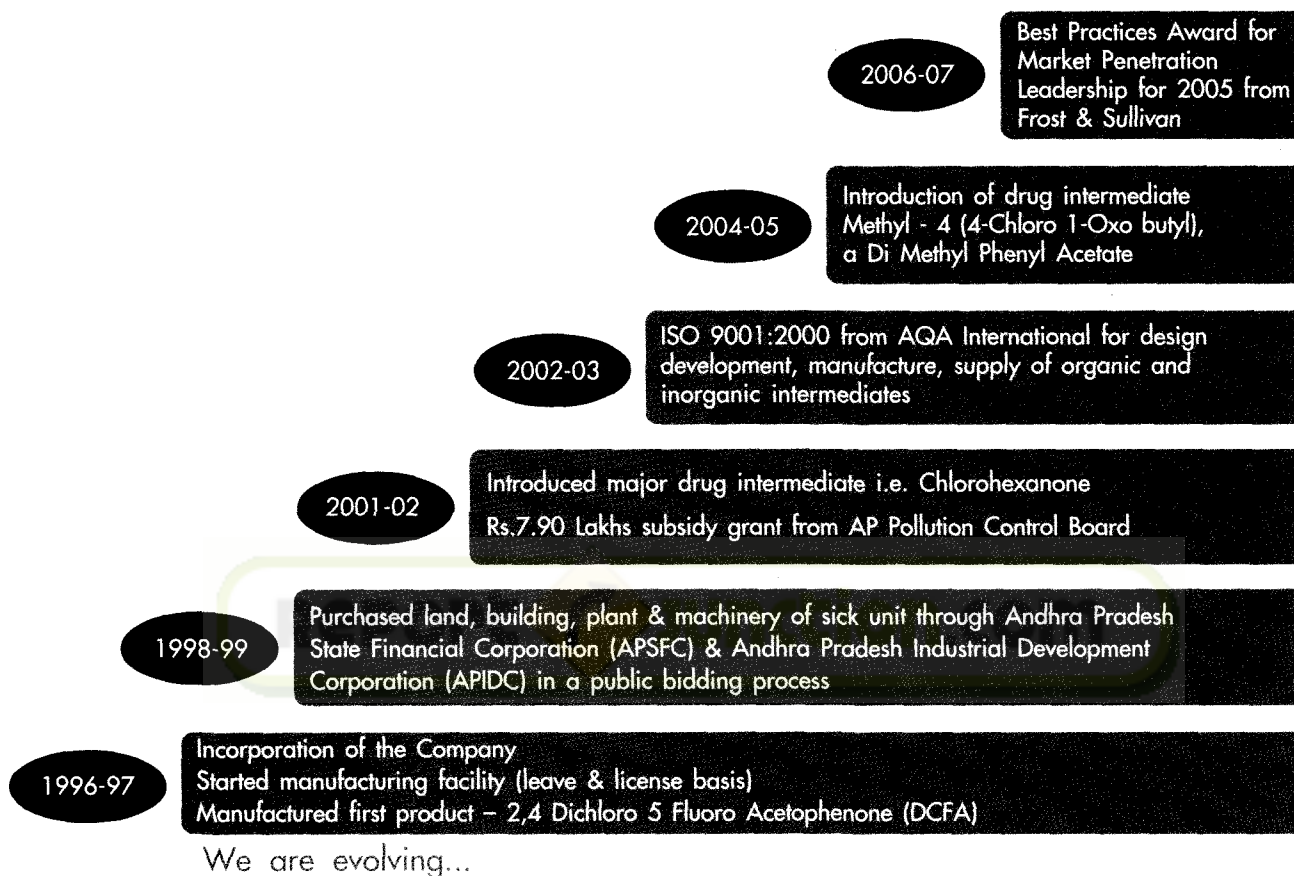 2006-07
Best Practices Award for
Market Penetration
Leadership for 2005 from
Frost & Sullivan
2004-05
Introduction of drug intermediate
Methyl - 4 (4-Chloro 1-Oxo butyl),
a Di Methyl Phenyl Acetate
2002-03
ISO 9001:2000 from AQA International for design
development, manufacture, supply of organic and
inorganic intermediates
2001-02
Introduced major drug intermediate i.e. Chlorohexanone
Rs.7.90 Lakhs subsidy grant from AP Pollution Control Board
1998-99
Purchased land, building, plant & machinery of sick unit through Andhra Pradesh
State Financial Corporation (APSFC) & Andhra Pradesh Industrial Development
Corporation (APIDC) in a public bidding process
1996-97
Incorporation of the Company
Started manufacturing facility (leave & license basis)
Manufactured first product – 2,4 Dichloro 5 Fluoro Acetophenone (DCFA)
We are evolving...